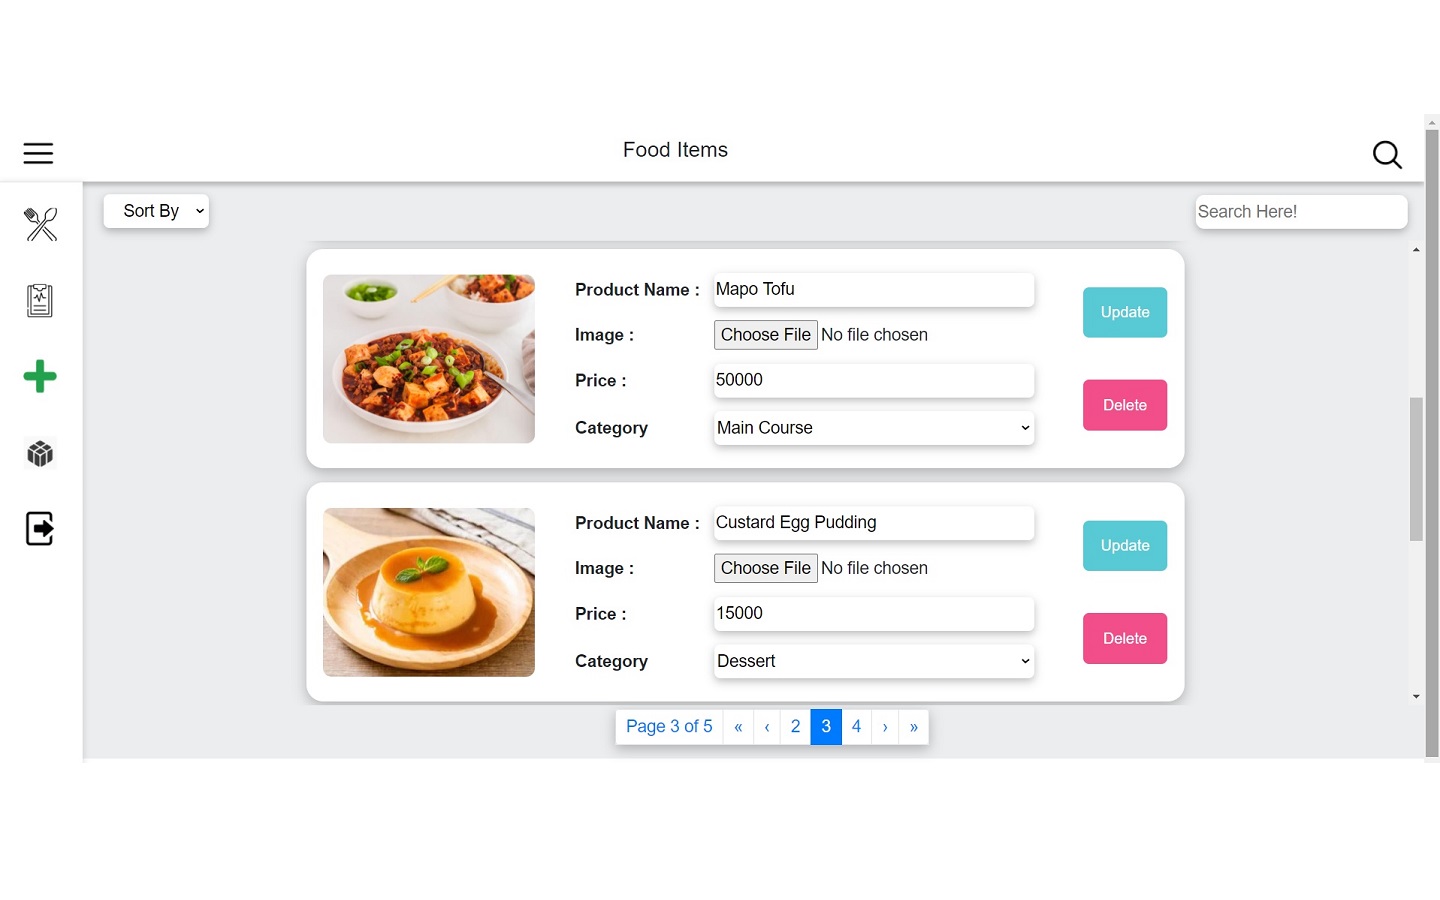 Food Items
Sort By
Search Here!
Product Name : Mapo Tofu
Update
Image : Choose File No file chosen
Price : 50000
Delete
Category Main Course
Product Name : Custard Egg Pudding
Update
Image : Choose File No file chosen
Price : 15000
Delete
Category Dessert
Page 3 of 5 « ‹ 2 3 4 › »